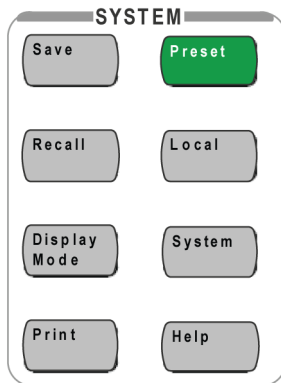 SYSTEM
Save
Preset
Recall
Local
Display
Mode
System
Print
Help